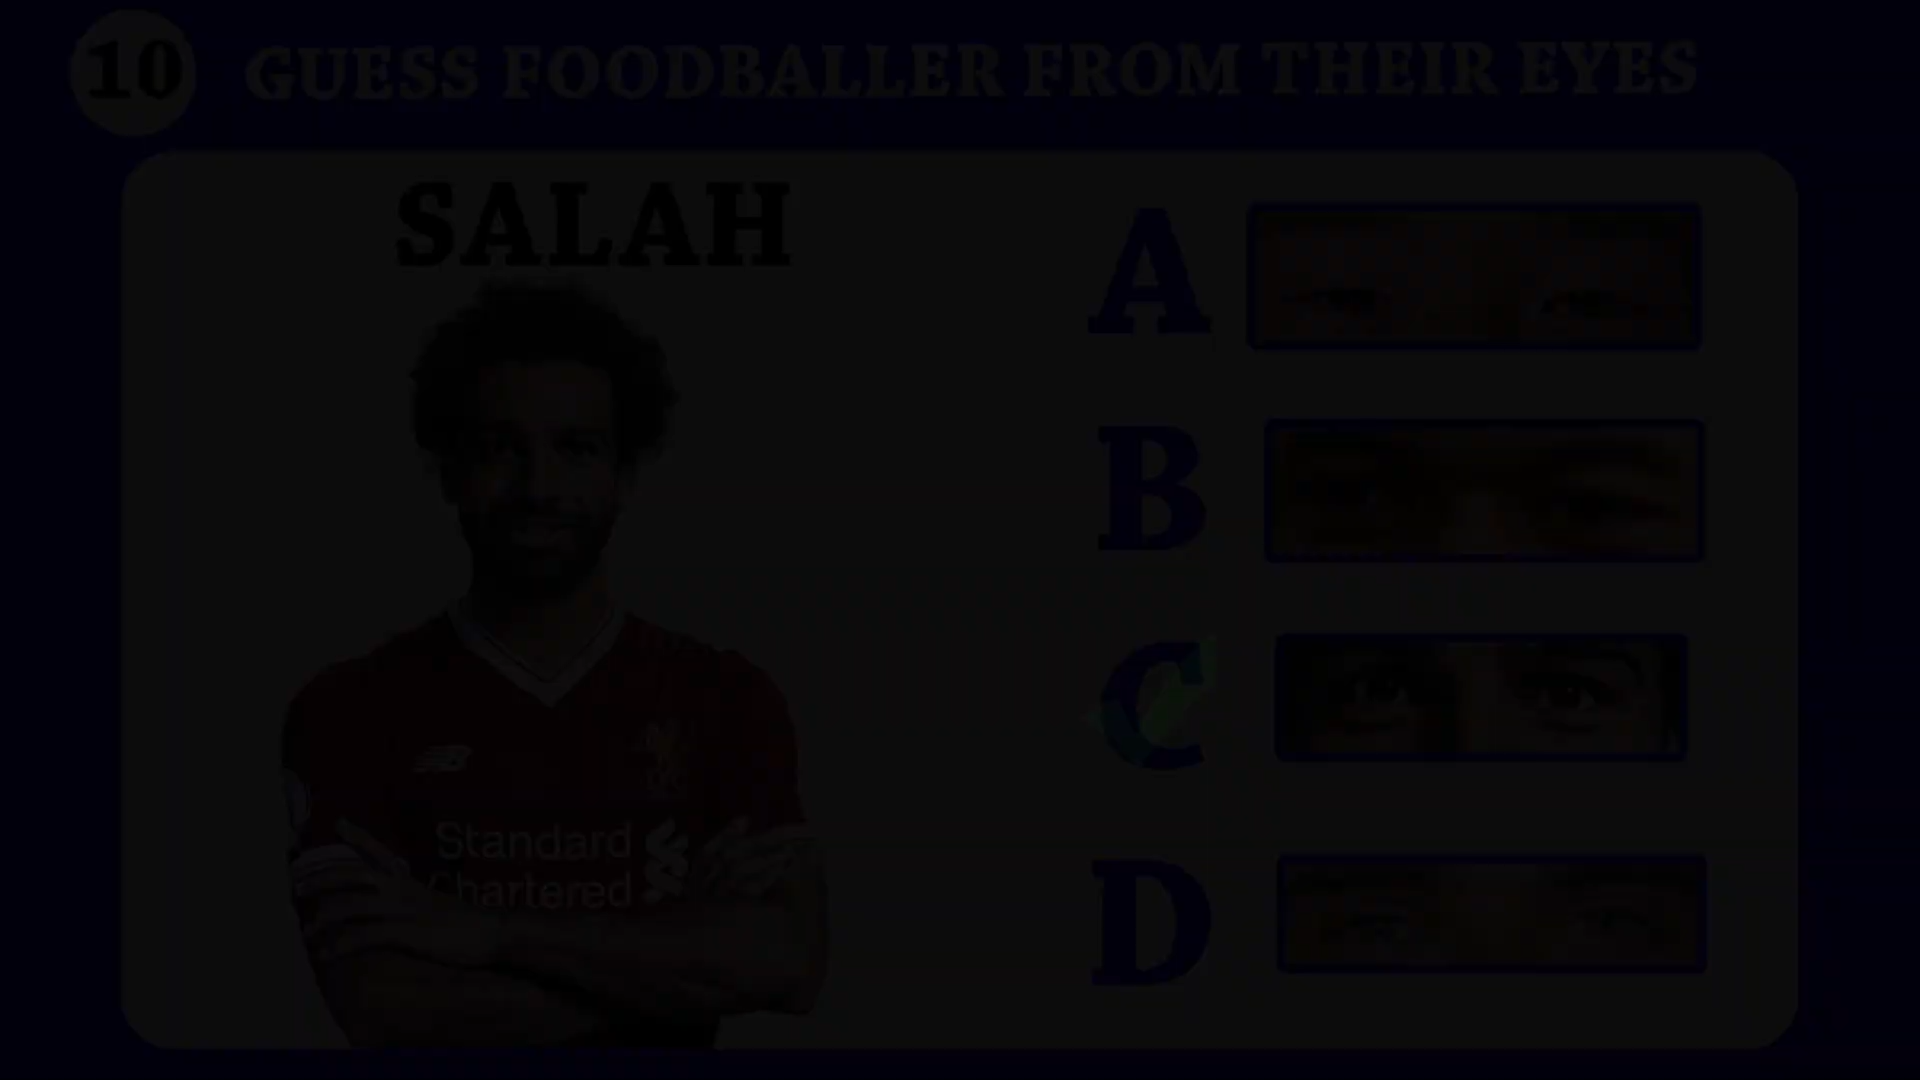 10 GUESS FOODBALLER FROM THEIR EYES
SALAH
A
B
C
D
Standard
Chartered